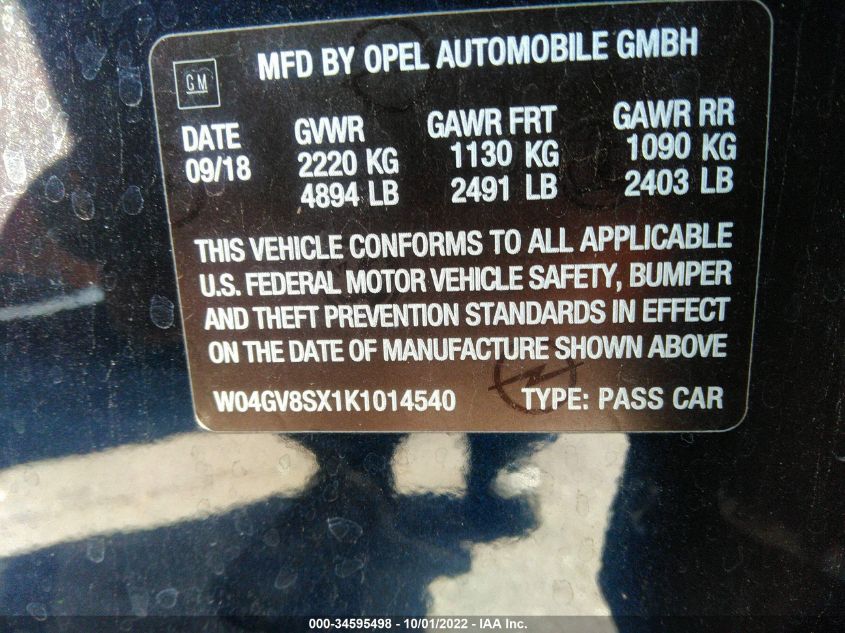 GM
MFD BY OPEL AUTOMOBILE GMBH
DATE GVWR GAWR FRT GAWR RR
09/18 2220 KG 1130 KG 1090 KG
4894 LB 2491 LB 2403 LB
THIS VEHICLE CONFORMS TO ALL APPLICABLE
U.S. FEDERAL MOTOR VEHICLE SAFETY, BUMPER
AND THEFT PREVENTION STANDARDS IN EFFECT
ON THE DATE OF MANUFACTURE SHOWN ABOVE
W04GV8SX1K1014540 TYPE: PASS CAR
000-34595498 - 10/01/2022 - IAA Inc.